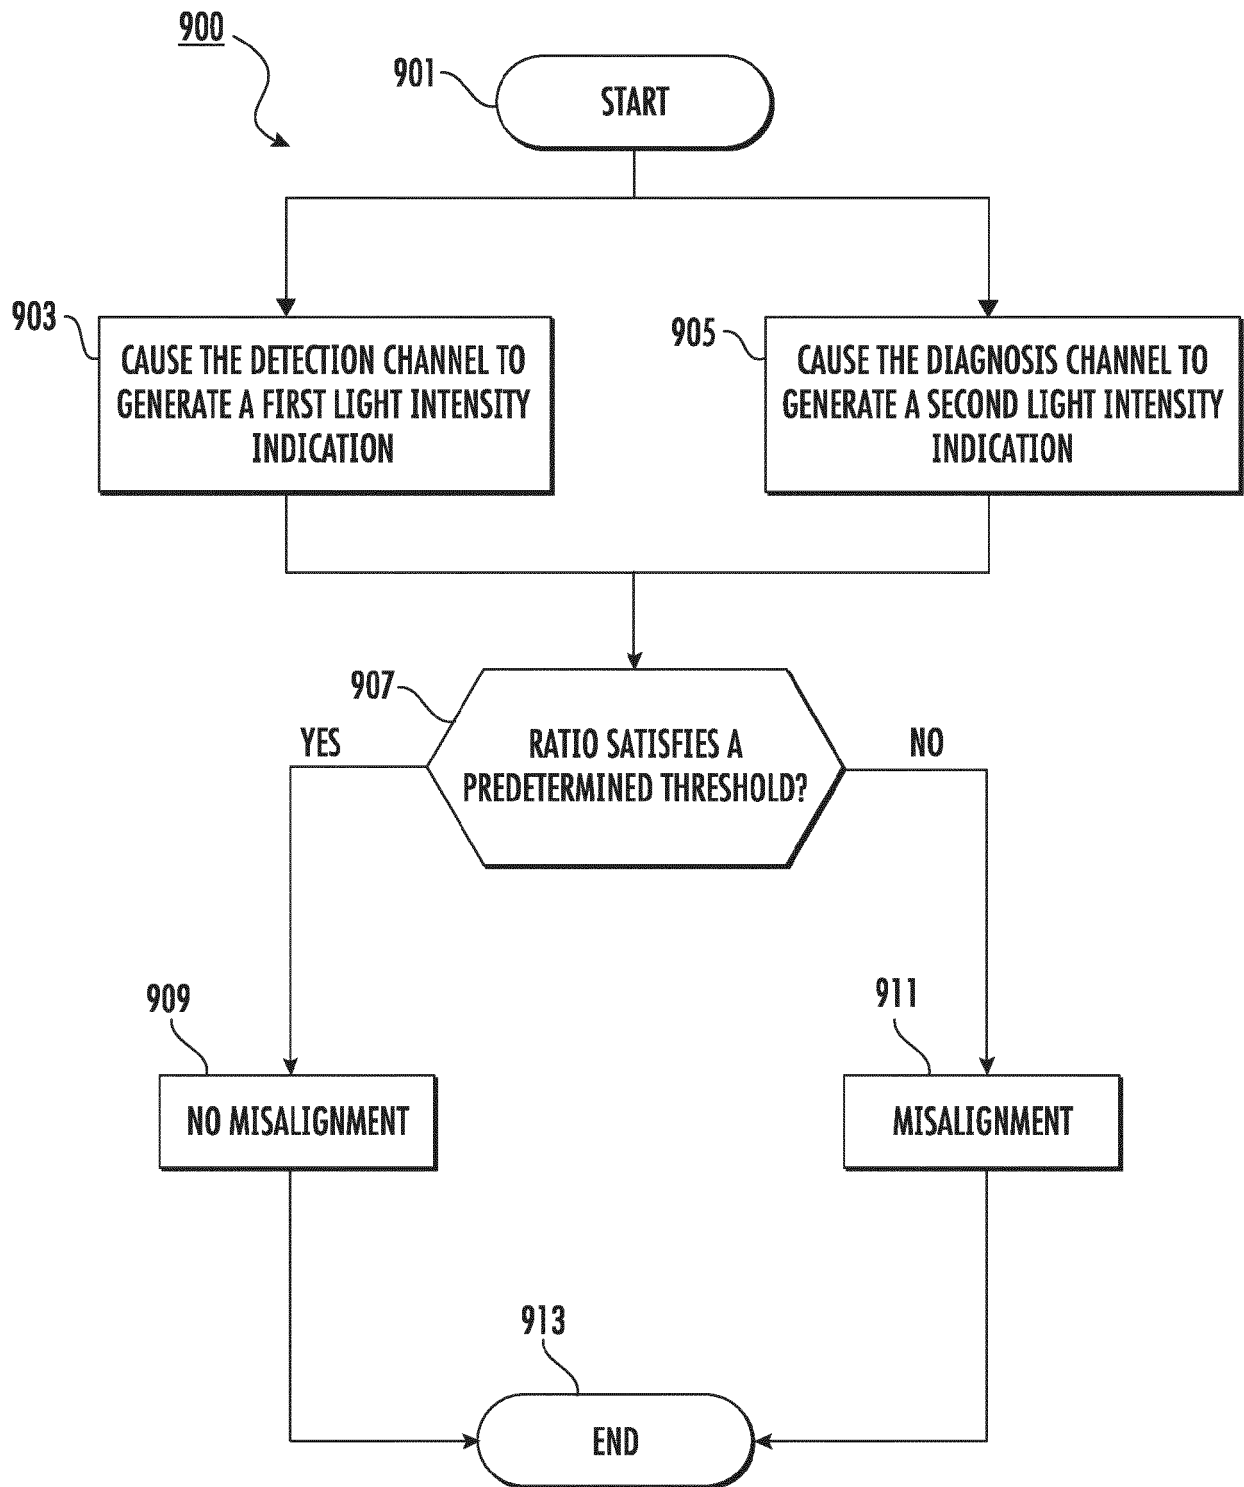 900
901
START
903
CAUSE THE DETECTION CHANNEL TO
GENERATE A FIRST LIGHT INTENSITY
INDICATION
905
CAUSE THE DIAGNOSIS CHANNEL TO
GENERATE A SECOND LIGHT INTENSITY
INDICATION
907
YES
RATIO SATISFIES A
PREDETERMINED THRESHOLD?
NO
909
NO MISALIGNMENT
911
MISALIGNMENT
913
END